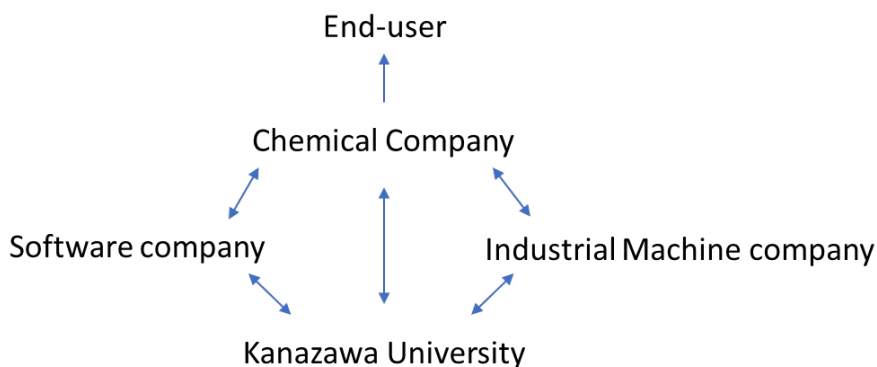 End-user
Chemical Company
Software company
Industrial Machine company
Kanazawa University